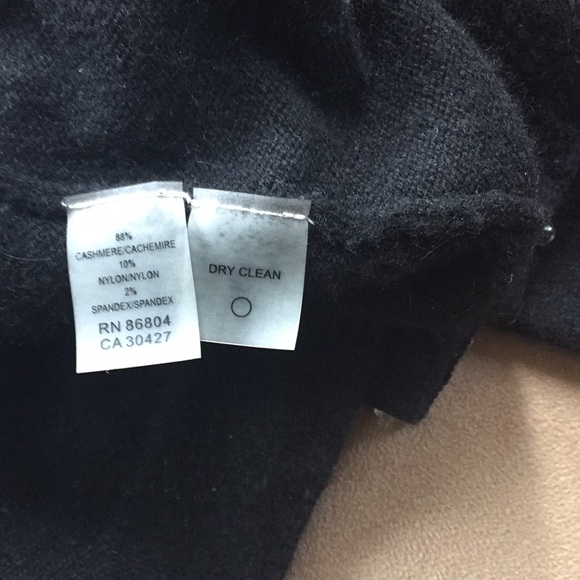 88%
CASHMERE/CACHEMIRE
10%
NYLON/NYLON
2%
SPANDEX/SPANDEX
RN 86804
CA 30427
DRY CLEAN